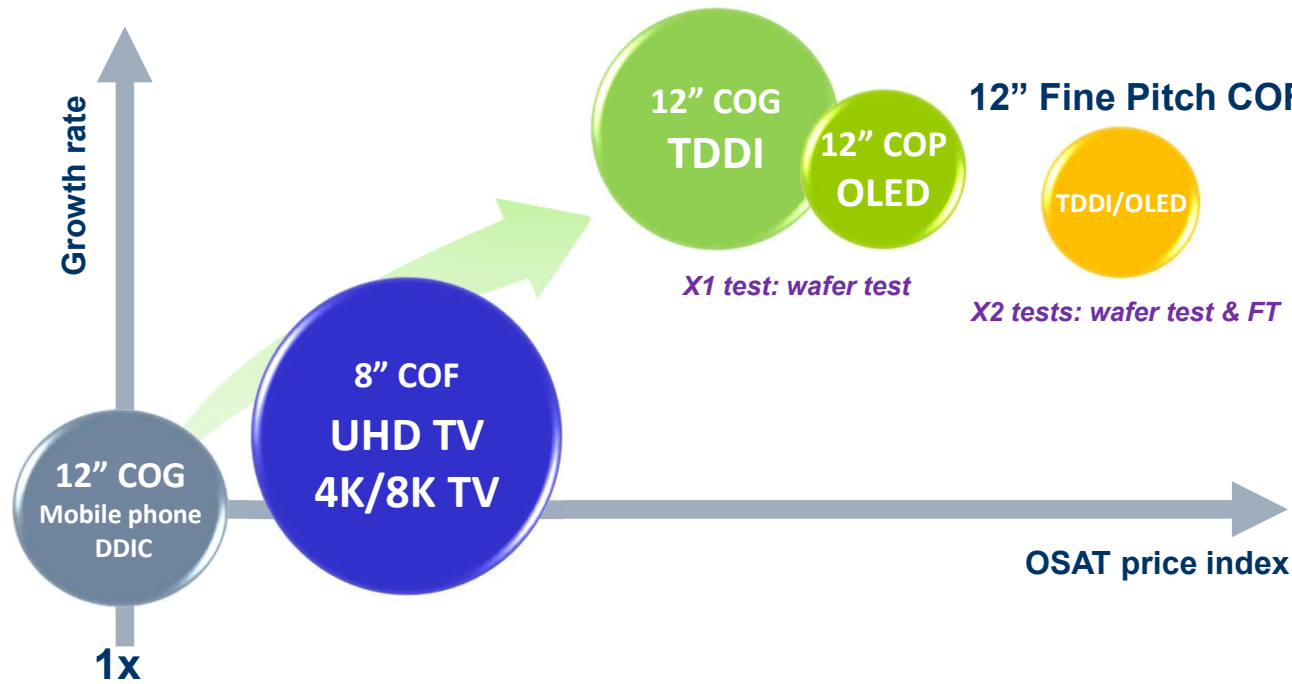 Growth rate
12” COG
TDDI
12” COP
OLED
12” Fine Pitch
TDDI/OLED
X1 test: wafer test
X2 tests: wafer test & FT
8” COF
UHD TV
4K/8K TV
12” COG
Mobile phone
DDIC
OSAT price index
1x